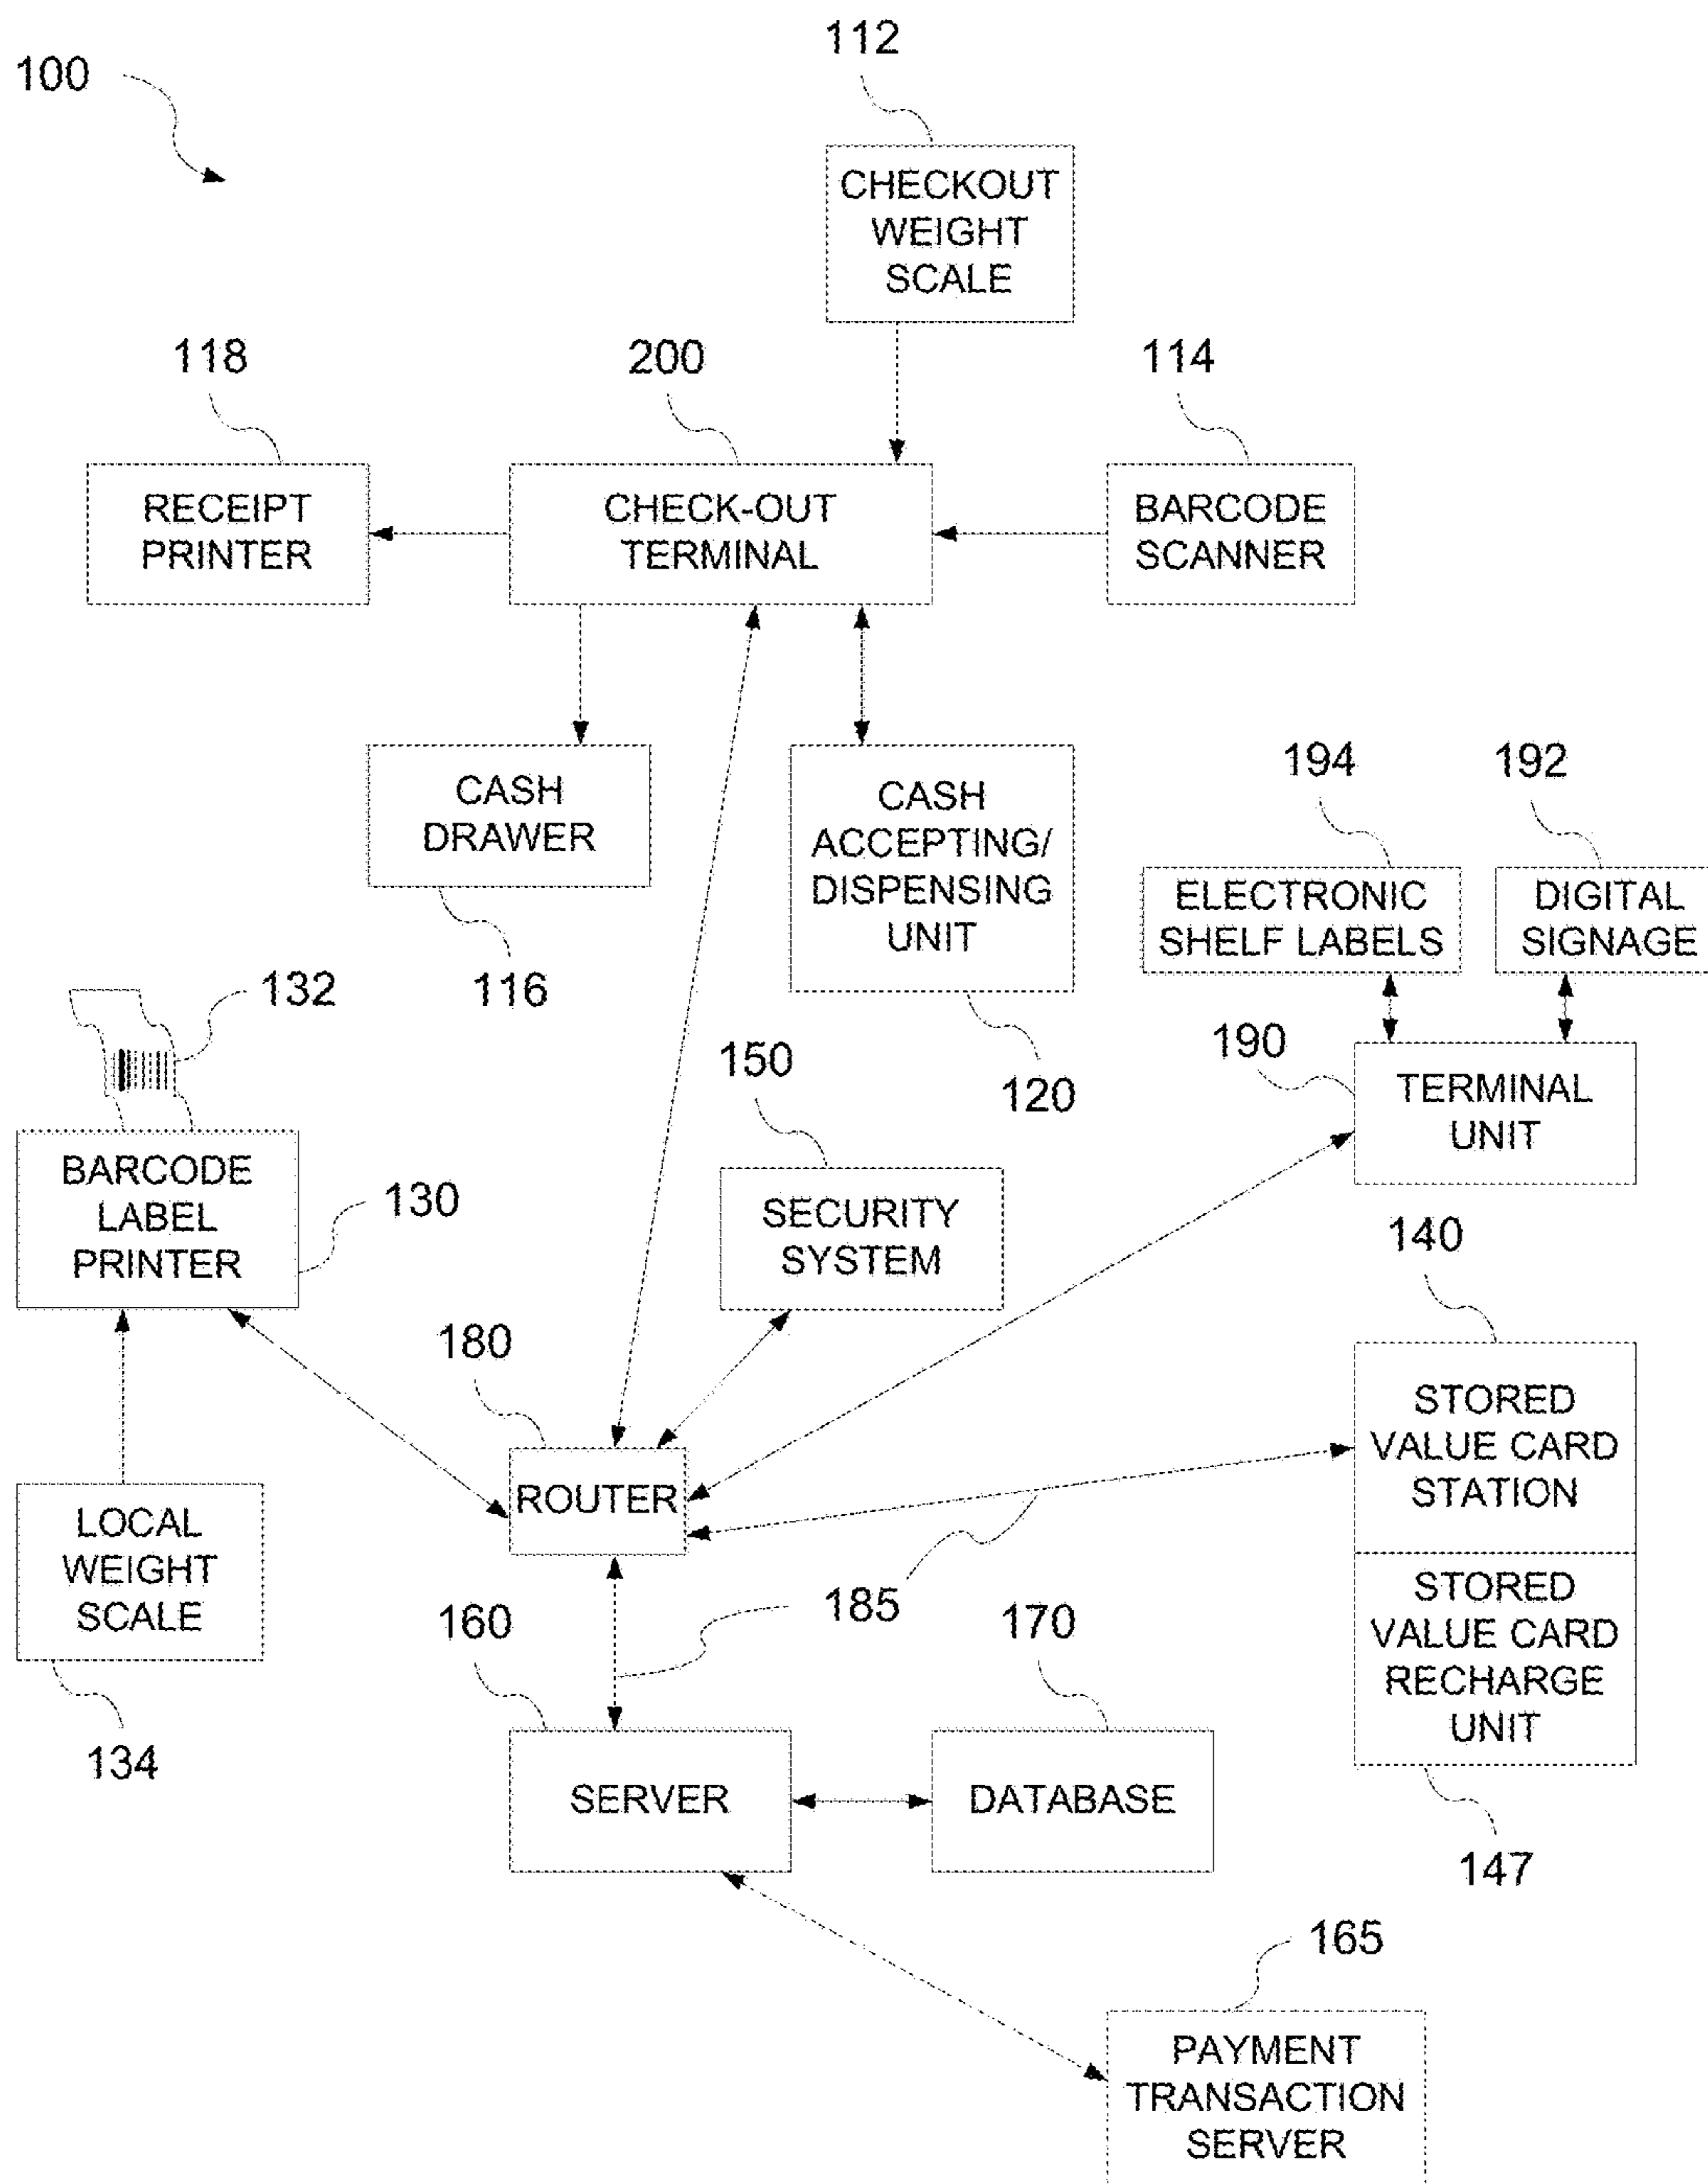 112
100
CHECKOUT
WEIGHT
SCALE
118
200
114
RECEIPT
PRINTER
CHECK-OUT
TERMINAL
BARCODE
SCANNER
CASH
DRAWER
116
CASH
ACCEPTING/
DISPENSING
UNIT
120
194
192
ELECTRONIC
SHELF LABELS
DIGITAL
SIGNAGE
132
150
190
TERMINAL
UNIT
BARCODE
LABEL
PRINTER
130
SECURITY
SYSTEM
140
180
STORED
VALUE CARD
STATION
ROUTER
LOCAL
WEIGHT
SCALE
134
STORED
VALUE CARD
RECHARGE
UNIT
147
160
185
170
SERVER
DATABASE
165
PAYMENT
TRANSACTION
SERVER